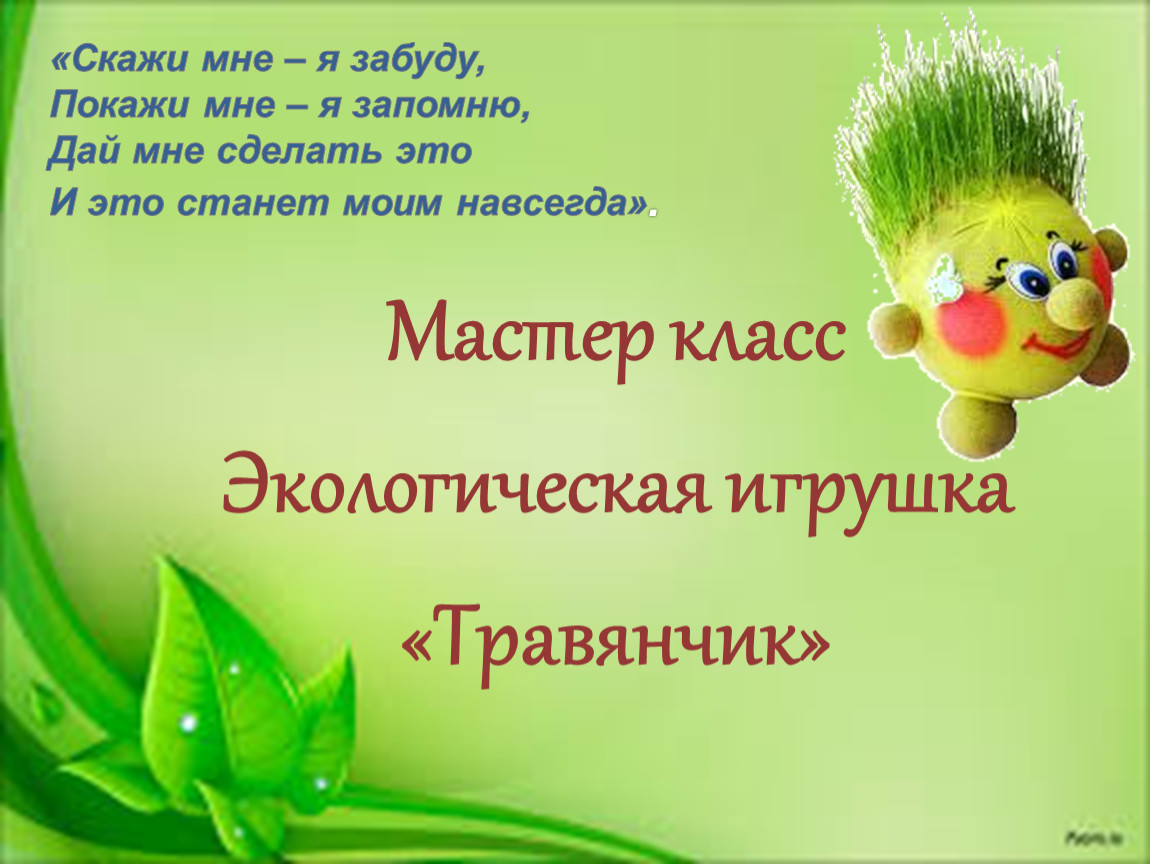 «Скажи мне – я забуду,
Покажи мне – я запомню,
Дай мне сделать это
И это станет моим навсегда».
Мастер класс
Экологическая игрушка
«Травянчик»